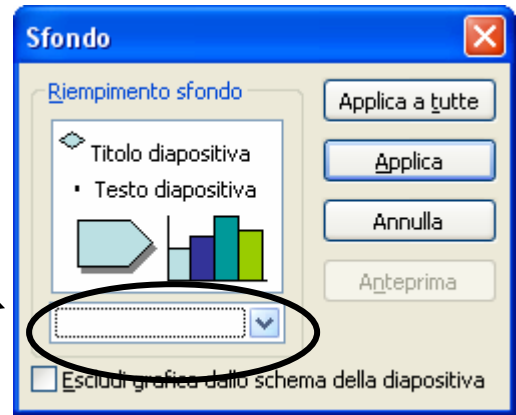 Sfondo
Riempimento sfondo
Titolo diapositiva
Testo diapositiva
Applica a tutte
Applica
Annulla
Anteprima
Escludi grafica dallo schema della diapositiva